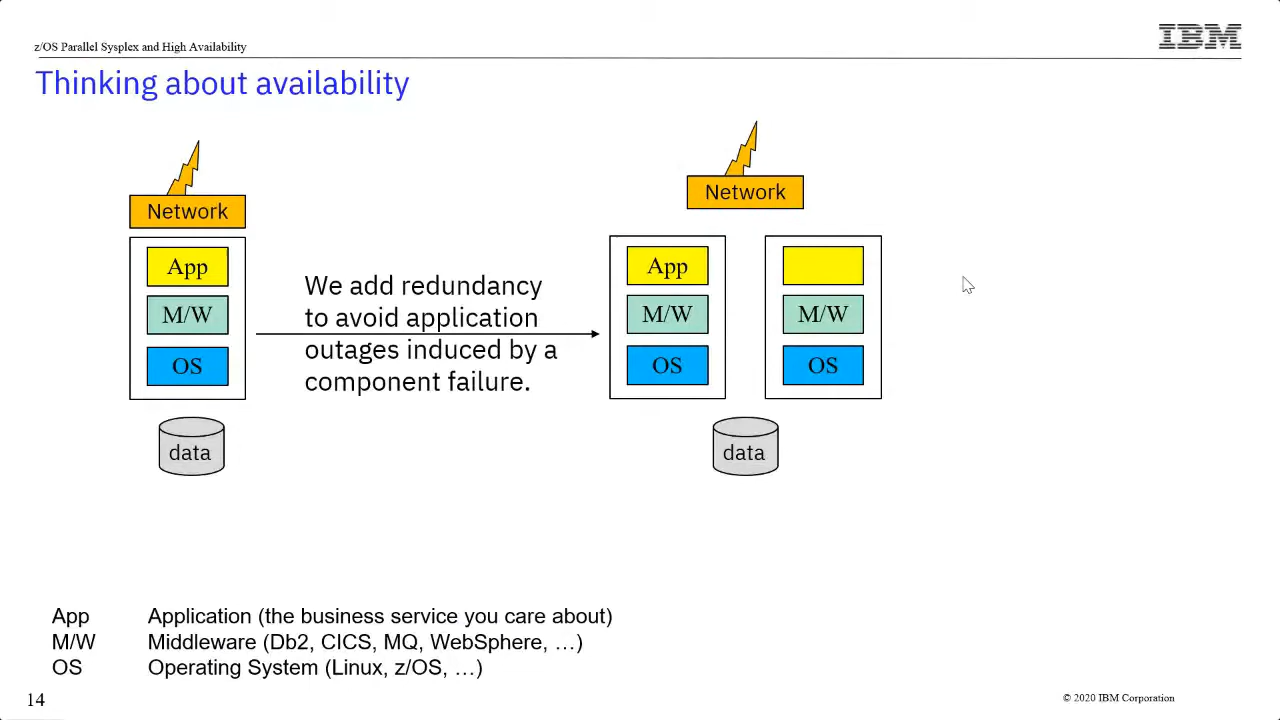 z/OS Parallel Sysplex and High Availability
IBM
Thinking about availability
Network
App
M/W
OS
data
We add redundancy
to avoid application
outages induced by a
component failure.
Network
App
M/W
OS
M/W
OS
data
App Application (the business service you care about)
M/W Middleware (Db2, CICS, MQ, WebSphere, …)
OS Operating System (Linux, z/OS, …)
14
© 2020 IBM Corporation